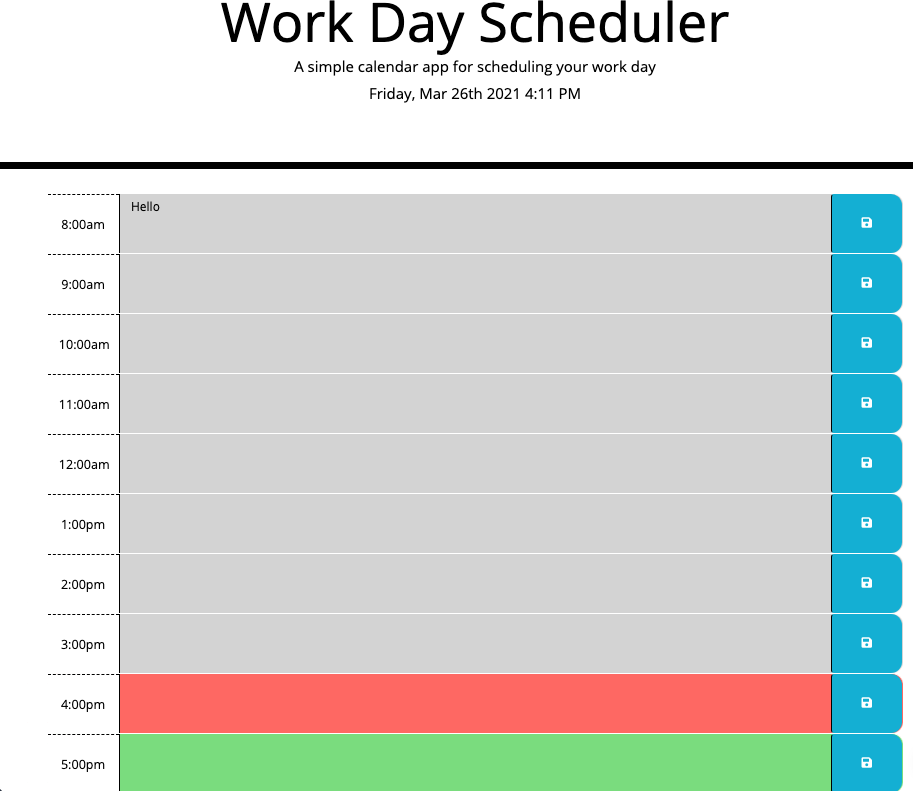 Work Day Scheduler
A simple calendar app for scheduling your work day
Friday, Mar 26th 2021 4:11 PM
8:00am Hello
9:00am
10:00am
11:00am
12:00am
1:00pm
2:00pm
3:00pm
4:00pm
5:00pm